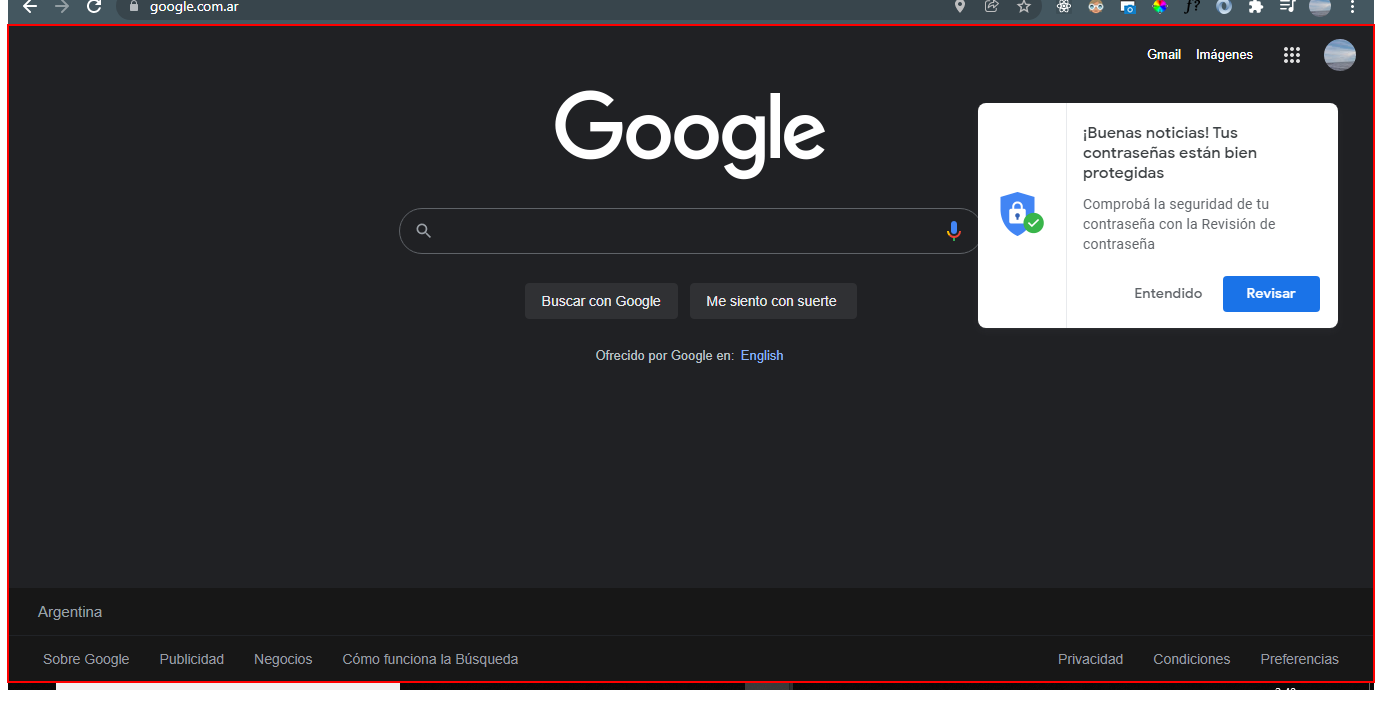 google.com.ar
f?
Gmail Imágenes
Google
¡Buenas noticias! Tus
contraseñas están bien
protegidas
Comprobá la seguridad de tu
contraseña con la Revisión de
contraseña
Entendido Revisar
Buscar con Google Me siento con suerte
Ofrecido por Google en: English
Argentina
Sobre Google Publicidad Negocios Cómo funciona la Búsqueda Privacidad Condiciones Preferencias